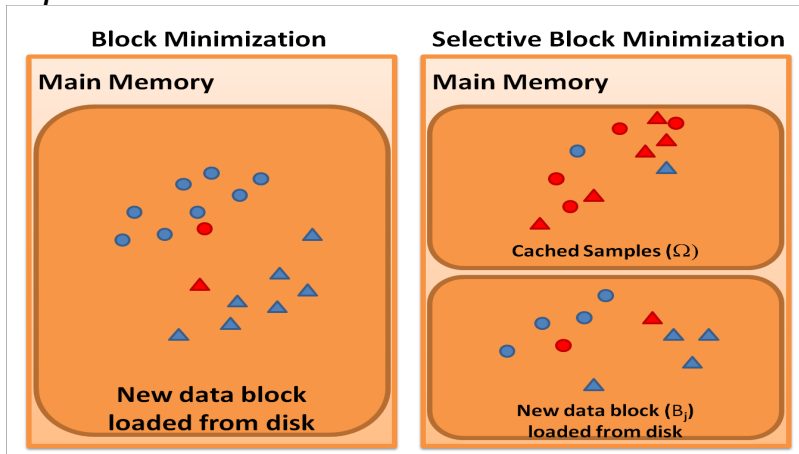 Block Minimization
Main Memory
New data block
loaded from disk
Selective Block Minimization
Main Memory
Cached Samples (Ω)
New data block (Bj)
loaded from disk